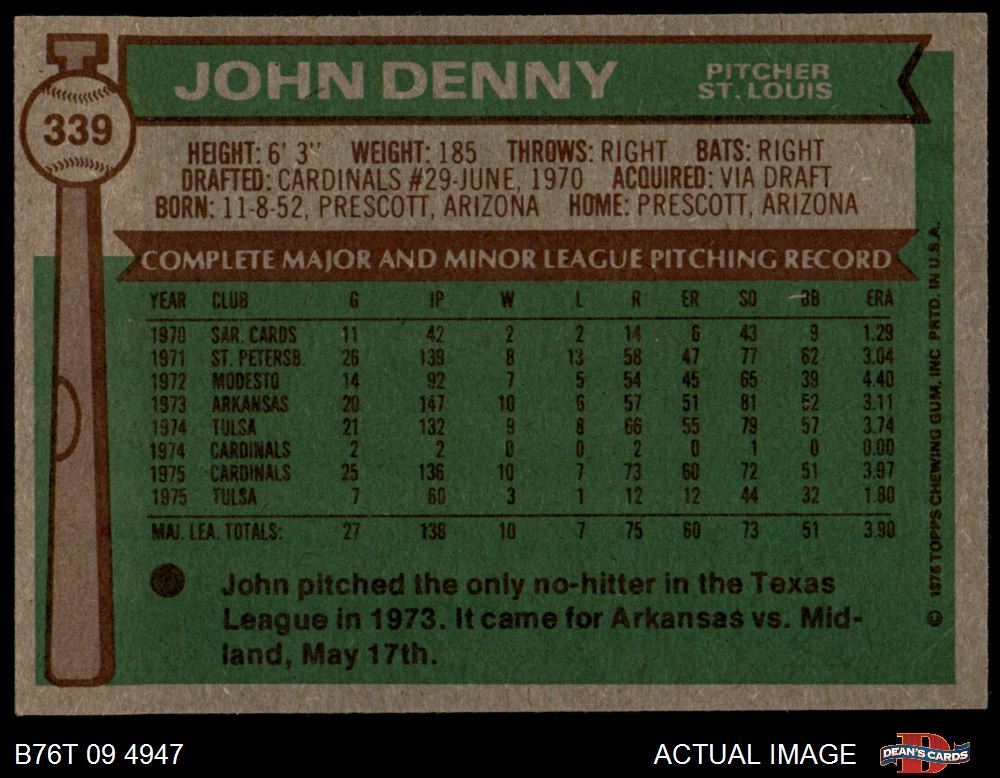 JOHN DENNY
PITCHER
ST. LOUIS
339
HEIGHT: 6' 3" WEIGHT: 185 THROWS: RIGHT BATS: RIGHT
DRAFTED: CARDINALS #29-JUNE, 1970 ACQUIRED: VIA DRAFT
BORN: 11-8-52, PRESCOTT, ARIZONA HOME: PRESCOTT, ARIZONA
COMPLETE MAJOR AND MINOR LEAGUE PITCHING RECORD
YEAR CLUB G IP W L R ER SO BB ERA
1970 SAR. CARDS 11 42 2 2 14 6 43 9 1.29
1971 ST. PETERSB. 26 139 8 13 58 47 77 62 3.04
1972 MODESTO 14 92 7 5 54 45 65 39 4.40
1973 ARKANSAS 20 147 10 6 57 51 81 52 3.11
1974 TULSA 21 132 9 8 66 55 79 57 3.74
1974 CARDINALS 2 2 0 0 2 0 1 0 0.00
1975 CARDINALS 25 136 10 7 73 60 72 51 3.97
1975 TULSA 7 60 3 1 12 12 44 32 1.80
MAJ. LEA. TOTALS: 27 138 10 7 75 60 73 51 3.90
John pitched the only no-hitter in the Texas
League in 1973. It came for Arkansas vs. Mid-
land, May 17th.
© 1976 TOPPS CHEWING GUM, INC PRTD. IN U.S.A.
B76T 09 4947
ACTUAL IMAGE
D
DEAN'S CARDS